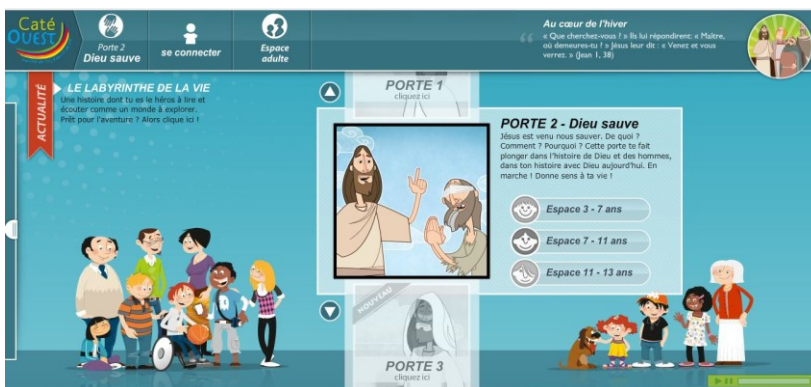 Caté
OUEST
Porte 2
Dieu sauve
se connecter
Espace
adulte
Au cœur de l'hiver
« Que cherchez-vous ? » Ils lui répondirent: « Maître,
où demeures-tu ? » Jésus leur dit : « Venez et vous
verrez. » (Jean 1, 38)
ACTUALITÉ
LE LABYRINTHE DE LA VIE
Une histoire dont tu es le héros à lire et
écouter comme un monde à explorer.
Prêt pour l'aventure ? Alors clique ici !
PORTE 1
cliquez ici
PORTE 2 - Dieu sauve
Jésus est venu nous sauver. De quoi ?
Comment ? Pourquoi ? Cette porte te fait
plonger dans l'histoire de Dieu et des hommes,
dans ton histoire avec Dieu aujourd'hui. En
marche ! Donne sens à ta vie !
Espace 3 - 7 ans
Espace 7 - 11 ans
Espace 11 - 13 ans
NOUVEAU
PORTE 3
cliquez ici